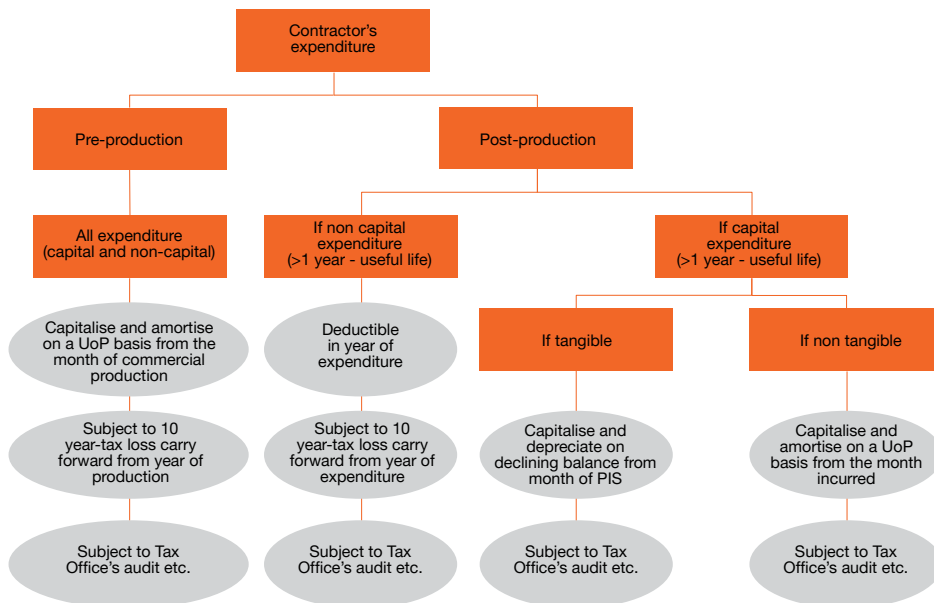 Contractor's
expenditure
Pre-production
Post-production
All expenditure
(capital and non-capital)
If non capital
expenditure
(>1 year - useful life)
If capital
expenditure
(>1 year - useful life)
Capitalise and amortise
on a UoP basis from the
month of commercial
production
Deductible
in year of
expenditure
If tangible
If non tangible
Subject to 10
year-tax loss carry
forward from year of
production
Subject to 10
year-tax loss carry
forward from year of
expenditure
Capitalise and
depreciate on
declining balance from
month of PIS
Capitalise and
amortise on a UoP
basis from the month
incurred
Subject to Tax
Office's audit etc.
Subject to Tax
Office's audit etc.
Subject to Tax
Office's audit etc.
Subject to Tax
Office's audit etc.